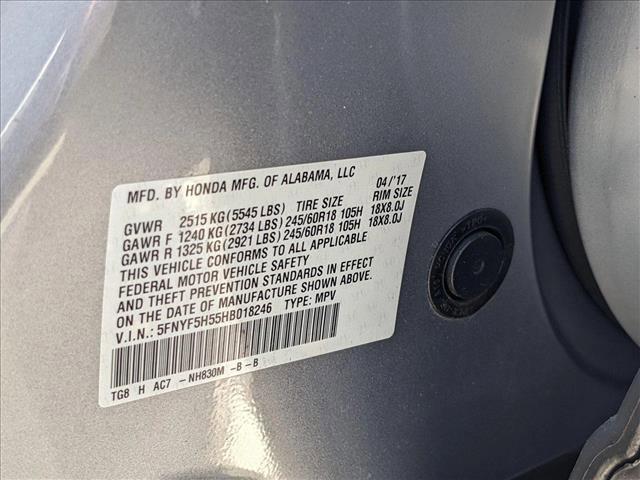 MFD. BY HONDA MFG. OF ALABAMA, LLC 04/'17
GVWR 2515 KG(5545 LBS) TIRE SIZE RIM SIZE
GAWR F 1240 KG(2734 LBS) 245/60R18 105H 18X8.0J
GAWR R 1325 KG(2921 LBS) 245/60R18 105H 18X8.0J
THIS VEHICLE CONFORMS TO ALL APPLICABLE
FEDERAL MOTOR VEHICLE SAFETY
AND THEFT PREVENTION STANDARDS IN EFFECT
ON THE DATE OF MANUFACTURE SHOWN ABOVE.
V.I.N.: 5FNYF5H55HB018246 TYPE: MPV
TG8 H AC7 -NH830M -B-B